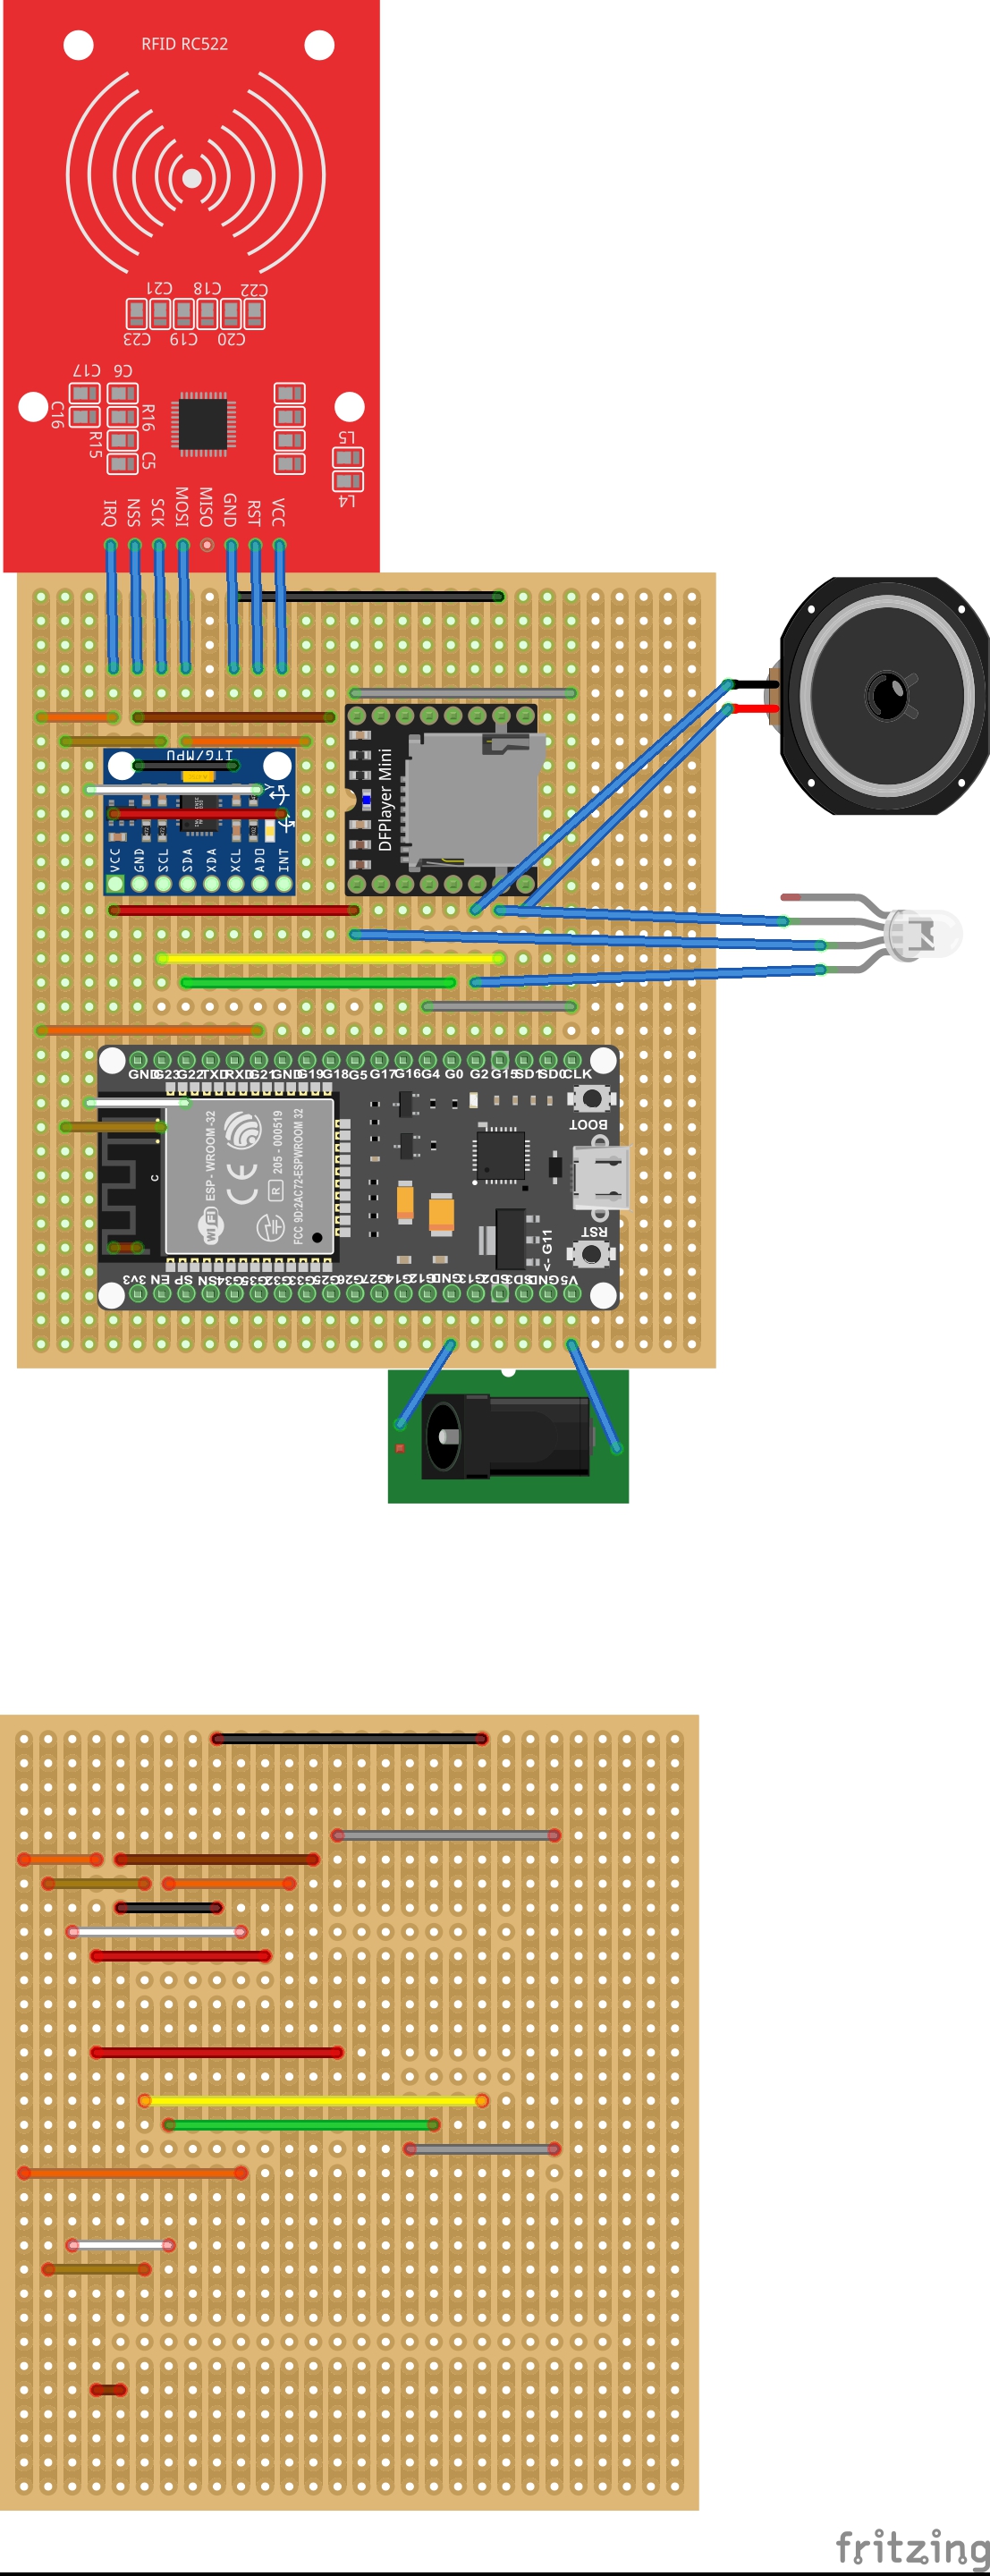 RFID RC522
C21 C18 C22
C23 C19 C20
C17 C6
C16
R16
R15
C5
L5
L4
IRQ NSS SCK MOSI MISO GND RST VCC
ITG/MPU
Y
VCC GND SCL SDA XDA XCL ADO INT
DFPlayer Mini
GND G23 G22 TXD RXD G21 GND G19 G18 G5 G17 G16 G4 G0 G2 G15 SD1 SD0 CLK
BOOT
WiFi
ESP-WROOM-32
CE
R
205-000519
FCC 9D:2AC72-ESPWROOM 32
C
RST
<- G11
3v3 EN SP SN G34 G35 G32 G33 G25 G26 G27 G14 G12 GND G13 SD2 SD3 GND V5
fritzing